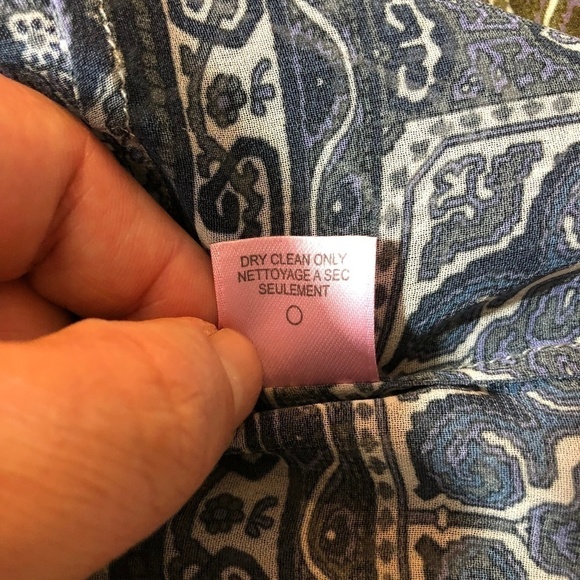 DRY CLEAN ONLY
NETTOYAGE A SEC
SEULEMENT